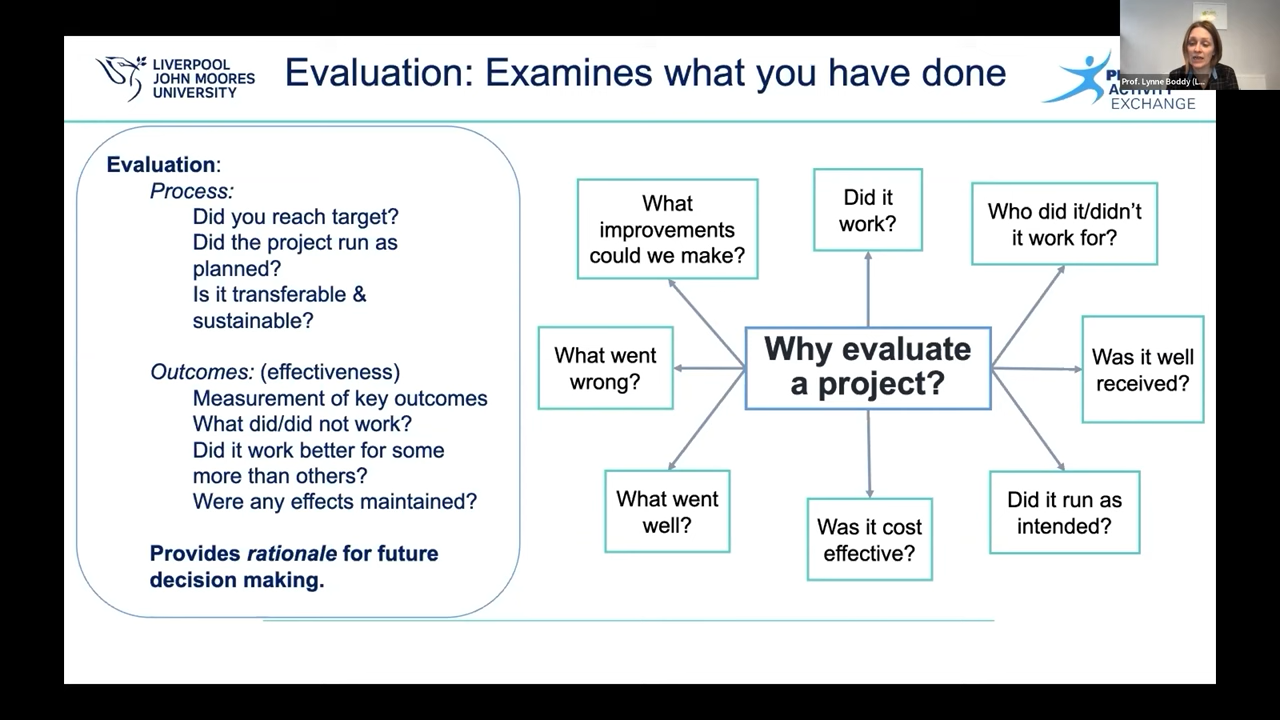 LIVERPOOL
JOHN MOORES
UNIVERSITY
Evaluation: Examines what you have done
Prof. Lynne Boddy (L...
ACTIVITY
EXCHANGE
Evaluation:
Process:
Did you reach target?
Did the project run as
planned?
Is it transferable &
sustainable?
Outcomes: (effectiveness)
Measurement of key outcomes
What did/did not work?
Did it work better for some
more than others?
Were any effects maintained?
Provides rationale for future
decision making.
What
improvements
could we make?
Did it
work?
Who did it/didn't
it work for?
What went
wrong?
Why evaluate
a project?
Was it well
received?
What went
well?
Was it cost
effective?
Did it run as
intended?